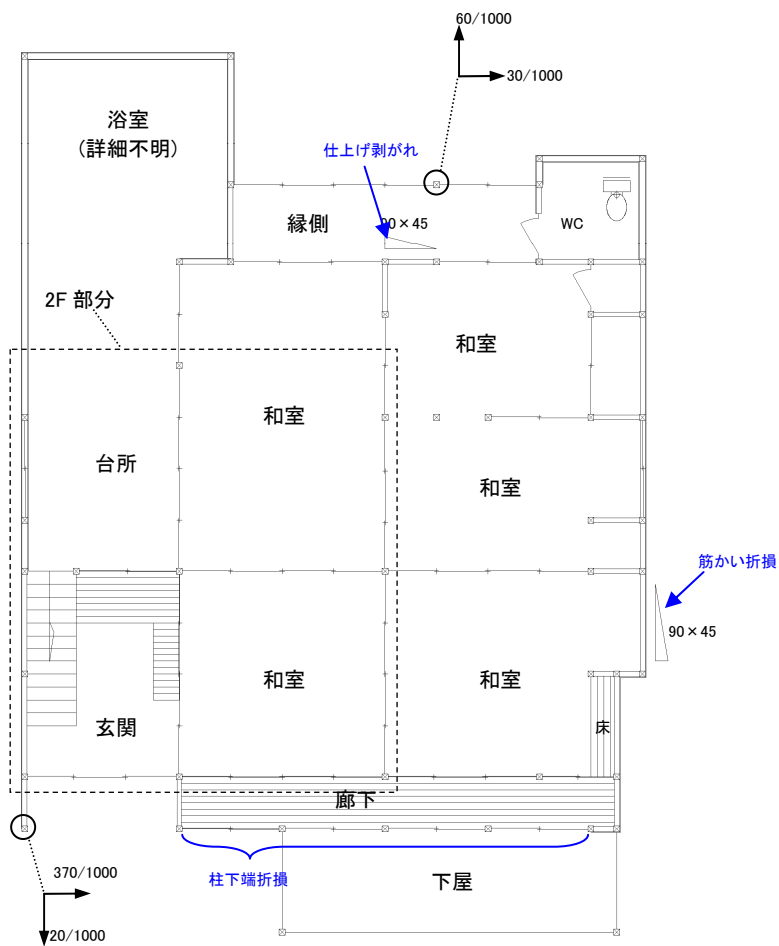 60/1000
30/1000
浴室
(詳細不明)
仕上げ剥がれ
縁側
90×45
WC
2F 部分
和室
和室
台所
和室
筋かい折損
90×45
和室
和室
玄関
床
廊下
370/1000
柱下端折損
下屋
20/1000